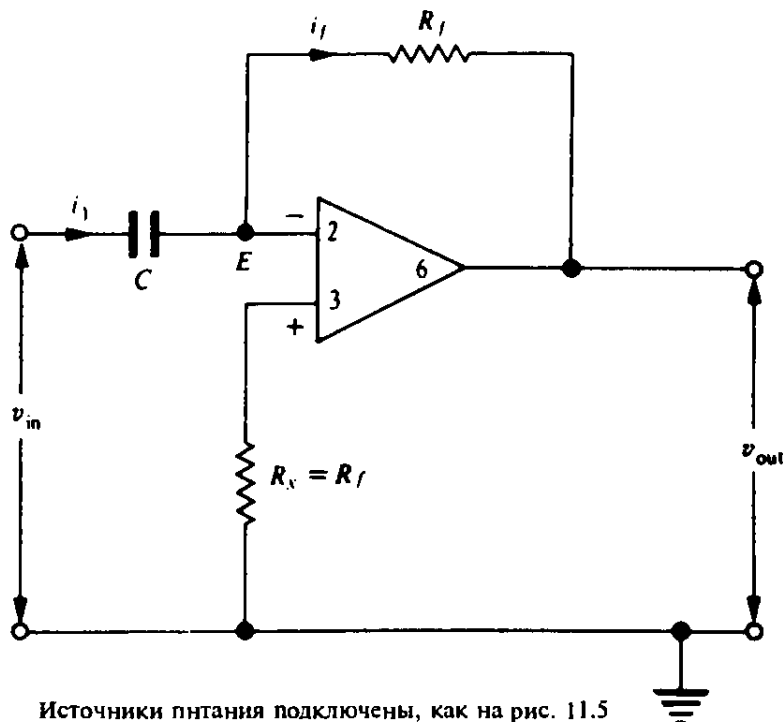 i_f
R_f
i_1
−
2
E
C
6
3
+
v_in
R_x = R_f
v_out
Источники питания подключены, как на рис. 11.5